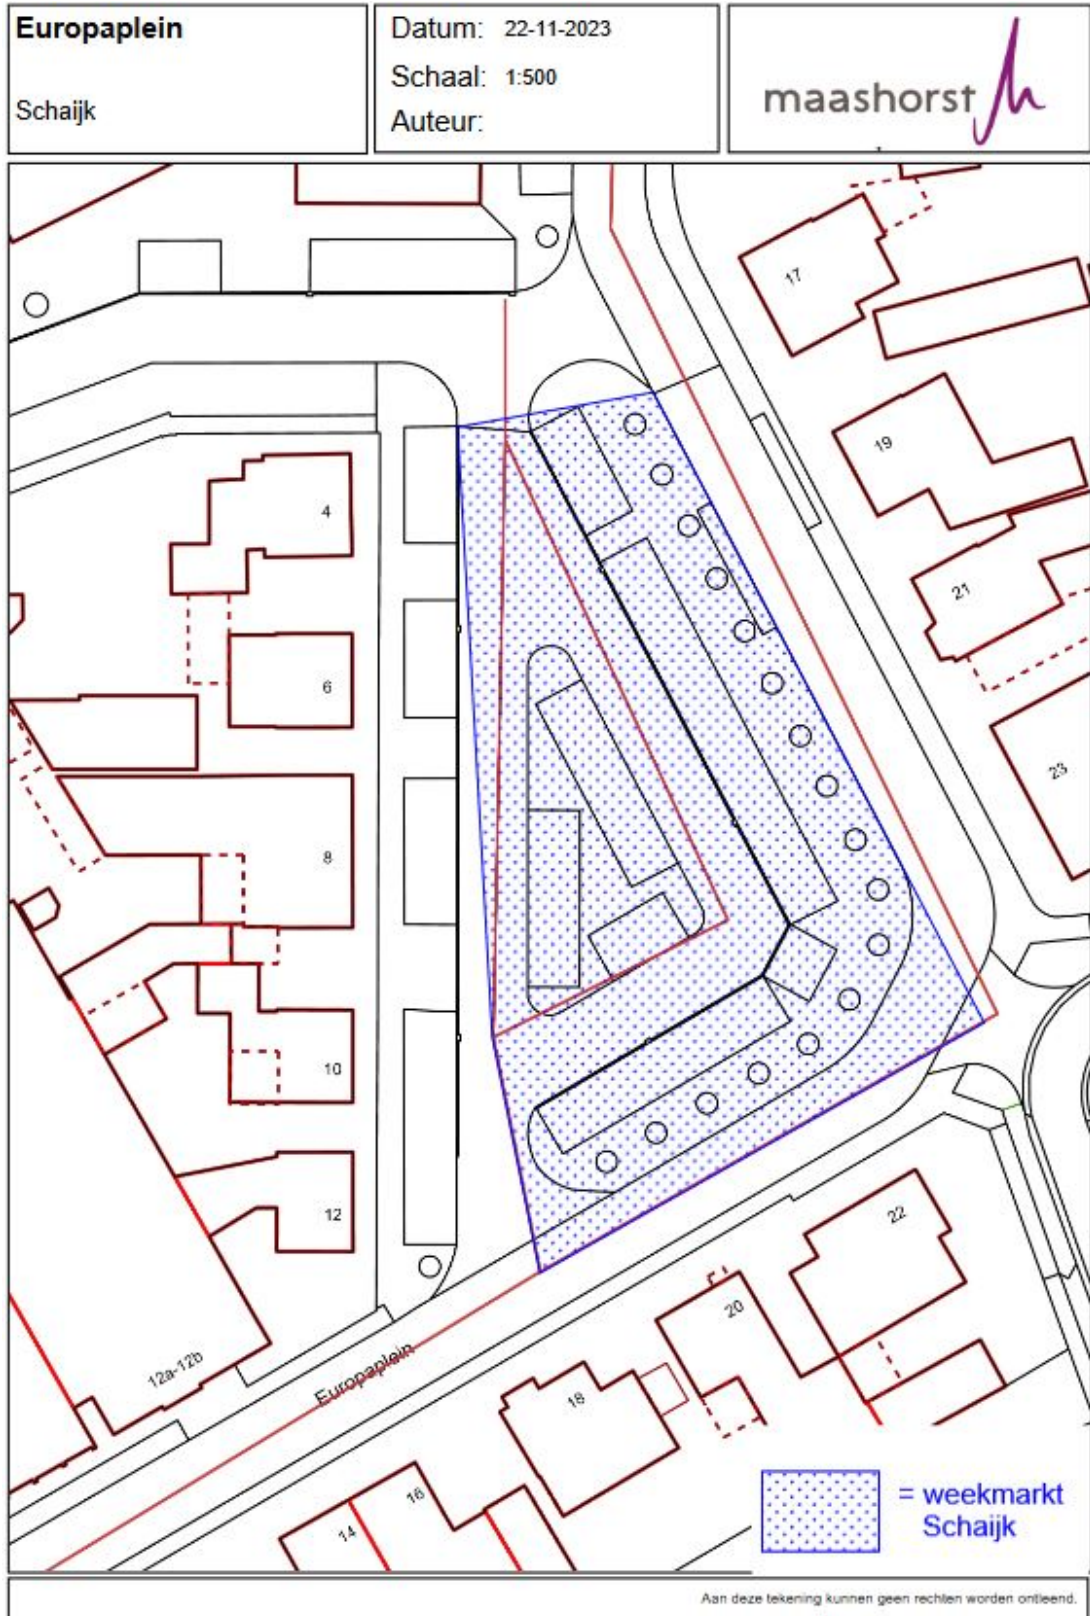 Europaplein
Schaijk
Datum: 22-11-2023
Schaal: 1:500
Auteur:
maashorst
17
19
4
21
6
23
8
10
12
22
20
12a-12b
Europaplein
18
16
14
= weekmarkt
Schaijk
Aan deze tekening kunnen geen rechten worden ontleend.